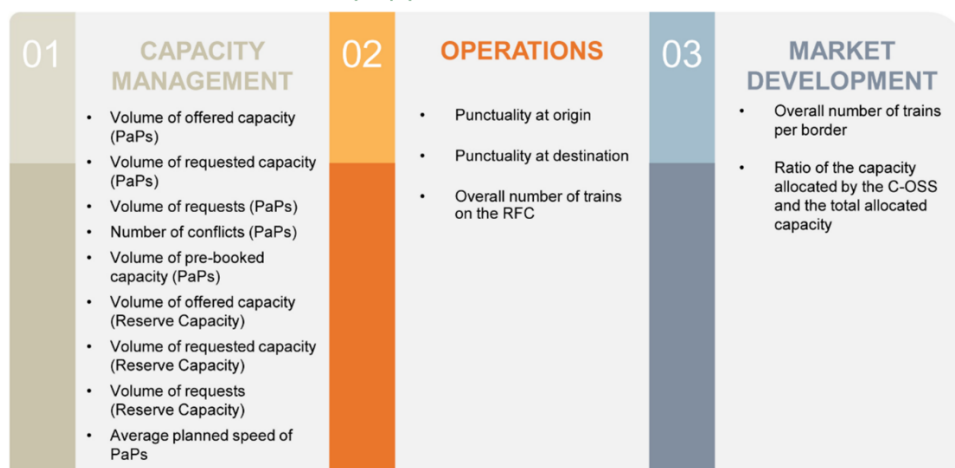 01
CAPACITY
MANAGEMENT
• Volume of offered capacity
(PaPs)
• Volume of requested capacity
(PaPs)
• Volume of requests (PaPs)
• Number of conflicts (PaPs)
• Volume of pre-booked
capacity (PaPs)
• Volume of offered capacity
(Reserve Capacity)
• Volume of requested capacity
(Reserve Capacity)
• Volume of requests
(Reserve Capacity)
• Average planned speed of
PaPs
02
OPERATIONS
• Punctuality at origin
• Punctuality at destination
• Overall number of trains
on the RFC
03
MARKET
DEVELOPMENT
• Overall number of trains
per border
• Ratio of the capacity
allocated by the C-OSS
and the total allocated
capacity